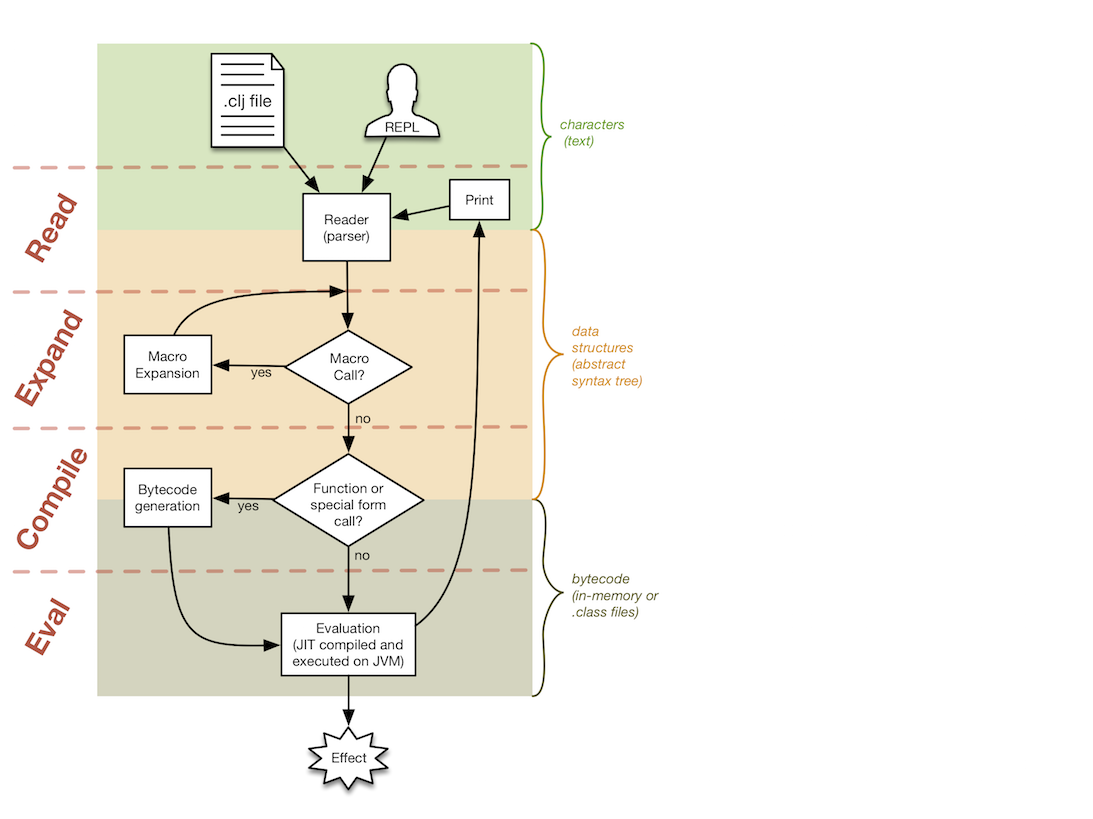 .clj file
REPL
characters
(text)
Read
Reader
(parser)
Print
Expand
Macro
Expansion
yes
Macro
Call?
data
structures
(abstract
syntax tree)
no
Compile
Bytecode
generation
yes
Function or
special form
call?
no
Eval
Evaluation
(JIT compiled and
executed on JVM)
bytecode
(in-memory or
.class files)
Effect